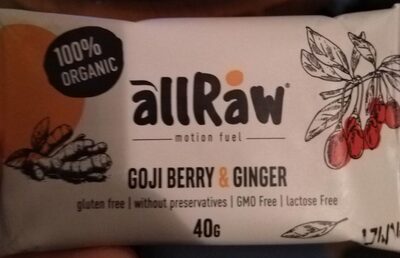 100%
ORGANIC
allRaw®
motion fuel
GOJI BERRY & GINGER
gluten free | without preservatives | GMO Free | lactose Free
40G